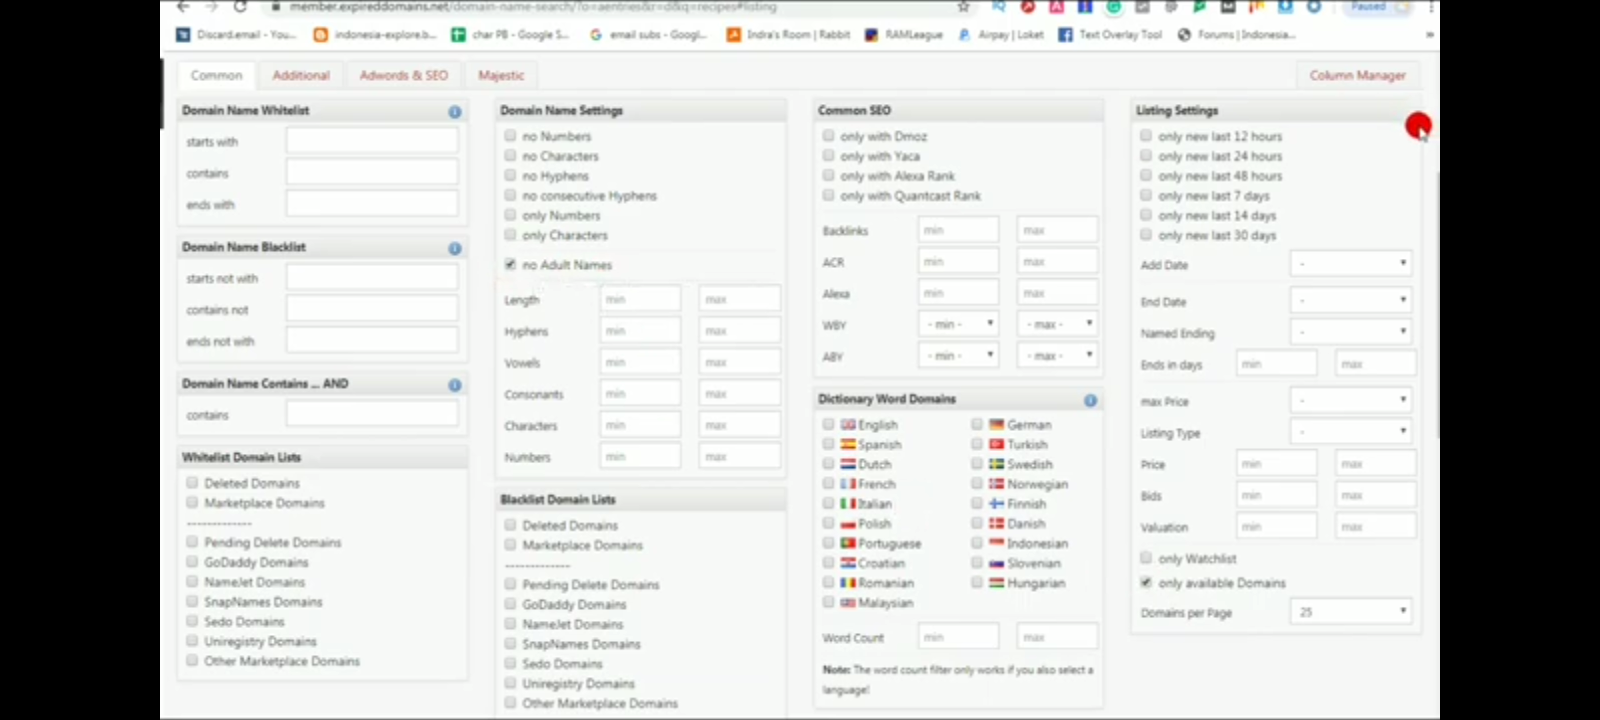 member.expireddomains.net/domain-name-search/?o=aentries&r=d&q=recipes#listing
Paused
Discard.email - You...
indonesia-explore.b...
char PB - Google S...
email subs - Googl...
Indra's Room | Rabbit
RAMLeague
Airpay | Loket
Text Overlay Tool
Forums | Indonesia...
Common
Additional
Adwords & SEO
Majestic
Column Manager
Domain Name Whitelist
starts with
contains
ends with
Domain Name Blacklist
starts not with
contains not
ends not with
Domain Name Contains ... AND
contains
Whitelist Domain Lists
Deleted Domains
Marketplace Domains
-------------
Pending Delete Domains
GoDaddy Domains
NameJet Domains
SnapNames Domains
Sedo Domains
Uniregistry Domains
Other Marketplace Domains
Domain Name Settings
no Numbers
no Characters
no Hyphens
no consecutive Hyphens
only Numbers
only Characters
no Adult Names
Length min max
Hyphens min max
Vowels min max
Consonants min max
Characters min max
Numbers min max
Blacklist Domain Lists
Deleted Domains
Marketplace Domains
-------------
Pending Delete Domains
GoDaddy Domains
NameJet Domains
SnapNames Domains
Sedo Domains
Uniregistry Domains
Other Marketplace Domains
Common SEO
only with Dmoz
only with Yaca
only with Alexa Rank
only with Quantcast Rank
Backlinks min max
ACR min max
Alexa min max
WBY - min - - max -
ABY - min - - max -
Dictionary Word Domains
English German
Spanish Turkish
Dutch Swedish
French Norwegian
Italian Finnish
Polish Danish
Portuguese Indonesian
Croatian Slovenian
Romanian Hungarian
Malaysian
Word Count min max
Note: The word count filter only works if you also select a
language!
Listing Settings
only new last 12 hours
only new last 24 hours
only new last 48 hours
only new last 7 days
only new last 14 days
only new last 30 days
Add Date -
End Date -
Named Ending -
Ends in days min max
max Price -
Listing Type -
Price min max
Bids min max
Valuation min max
only Watchlist
only available Domains
Domains per Page 25